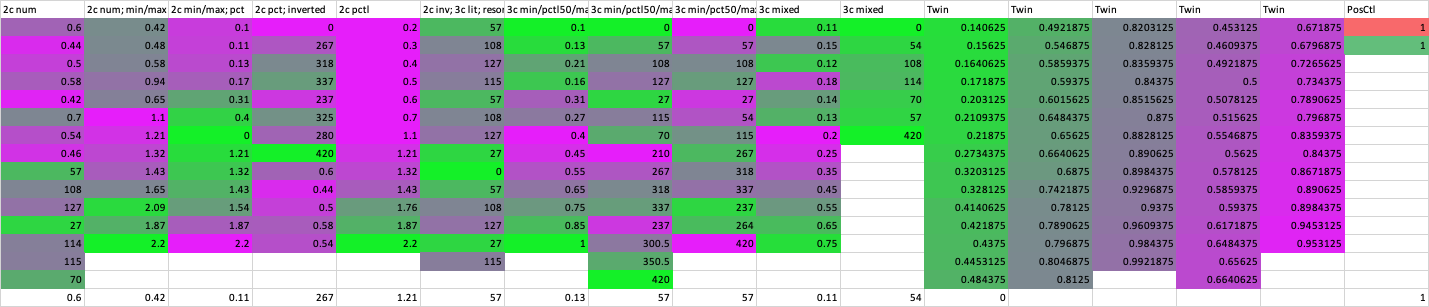 2c num 2c num; min/max 2c min/max; pct 2c pct; inverted 2c pctl 2c inv; 3c lit; resor 3c min/pctl50/ma 3c min/pctl50/ma 3c min/pct50/ma 3c mixed 3c mixed Twin Twin Twin Twin Twin PosCtl
0.6 0.42 0.1 0 0.2 57 0.1 0 0 0.11 0 0.140625 0.4921875 0.8203125 0.453125 0.671875 1
0.44 0.48 0.11 267 0.3 108 0.13 57 57 0.15 54 0.15625 0.546875 0.828125 0.4609375 0.6796875 1
0.5 0.58 0.13 318 0.4 127 0.21 108 108 0.12 108 0.1640625 0.5859375 0.8359375 0.4921875 0.7265625
0.58 0.94 0.17 337 0.5 115 0.16 127 127 0.18 114 0.171875 0.59375 0.84375 0.5 0.734375
0.42 0.65 0.31 237 0.6 57 0.31 27 27 0.14 70 0.203125 0.6015625 0.8515625 0.5078125 0.7890625
0.7 1.1 0.4 325 0.7 108 0.27 115 54 0.13 57 0.2109375 0.6484375 0.875 0.515625 0.796875
0.54 1.21 0 280 1.1 127 0.4 70 115 0.2 420 0.21875 0.65625 0.8828125 0.5546875 0.8359375
0.46 1.32 1.21 420 1.21 27 0.45 210 267 0.25 0.2734375 0.6640625 0.890625 0.5625 0.84375
57 1.43 1.32 0.6 1.32 0 0.55 267 337 0.35 0.3203125 0.6875 0.8984375 0.578125 0.8671875
108 1.65 1.43 0.44 1.43 57 0.65 318 318 0.45 0.328125 0.7421875 0.9296875 0.5859375 0.890625
127 2.09 1.54 0.5 1.76 108 0.75 337 237 0.55 0.4140625 0.78125 0.9375 0.59375 0.8984375
27 1.87 1.87 0.58 1.87 127 0.85 237 264 0.65 0.421875 0.7890625 0.9609375 0.6171875 0.9453125
114 2.2 2.2 0.54 2.2 27 1 300.5 420 0.75 0.4375 0.796875 0.984375 0.6484375 0.953125
115 115 350.5 0.4453125 0.8046875 0.9921875 0.65625
70 420 0.484375 0.8125 0.6640625
0.6 0.42 0.11 267 1.21 57 0.13 57 57 0.11 54 0 1